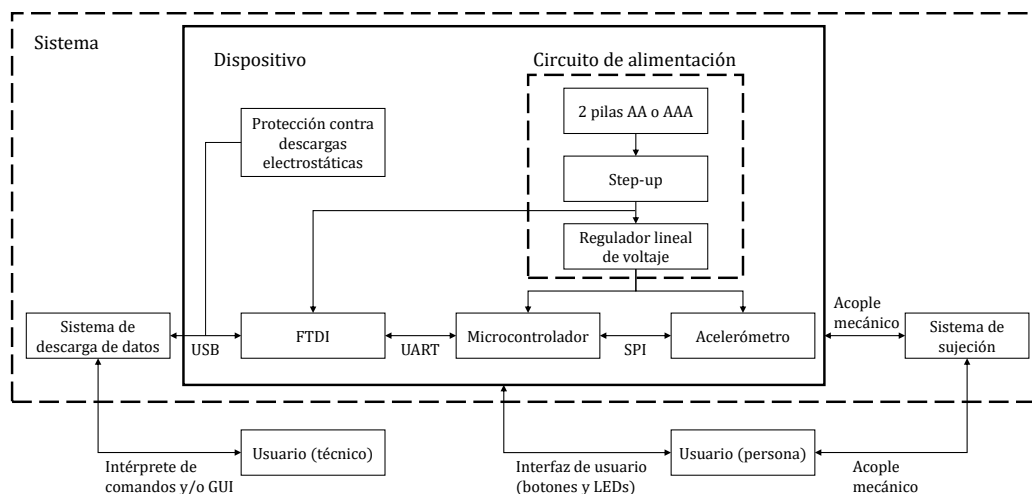 Sistema
Dispositivo
Circuito de alimentación
2 pilas AA o AAA
Protección contra
descargas
electrostáticas
Step-up
Regulador lineal
de voltaje
Sistema de
descarga de datos
USB
FTDI
UART
Microcontrolador
SPI
Acelerómetro
Acople
mecánico
Sistema de
sujeción
Usuario (técnico)
Intérprete de
comandos y/o GUI
Usuario (persona)
Interfaz de usuario
(botones y LEDs)
Acople
mecánico